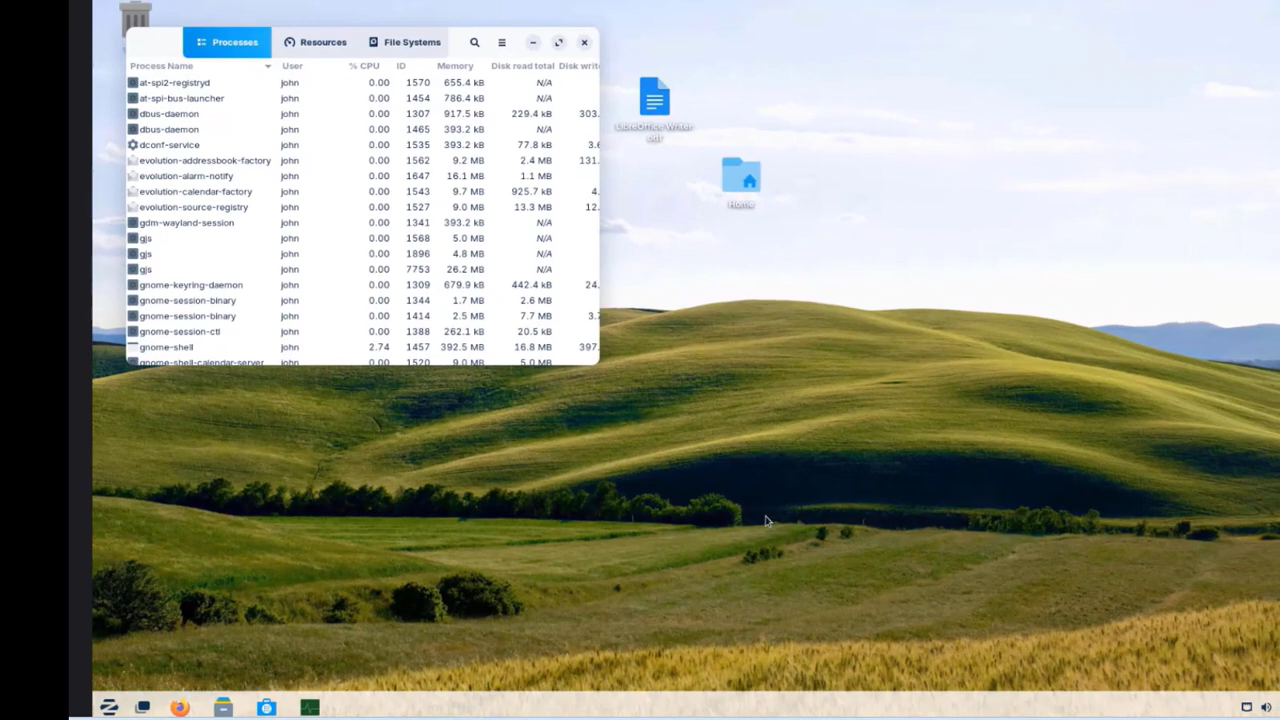 Processes Resources File Systems
Process Name User % CPU ID Memory Disk read total Disk write
at-spi2-registryd john 0.00 1570 655.4 kB N/A
at-spi-bus-launcher john 0.00 1454 786.4 kB N/A
dbus-daemon john 0.00 1307 917.5 kB 229.4 kB 303.
dbus-daemon john 0.00 1465 393.2 kB N/A
dconf-service john 0.00 1535 393.2 kB 77.8 kB 3.6
evolution-addressbook-factory john 0.00 1562 9.2 MB 2.4 MB 131.
evolution-alarm-notify john 0.00 1647 16.1 MB 1.1 MB
evolution-calendar-factory john 0.00 1543 9.7 MB 925.7 kB 4.
evolution-source-registry john 0.00 1527 9.0 MB 13.3 MB 12.
gdm-wayland-session john 0.00 1341 393.2 kB N/A
gjs john 0.00 1568 5.0 MB N/A
gjs john 0.00 1896 4.8 MB N/A
gjs john 0.00 7753 26.2 MB N/A
gnome-keyring-daemon john 0.00 1309 679.9 kB 442.4 kB 24.
gnome-session-binary john 0.00 1344 1.7 MB 2.6 MB
gnome-session-binary john 0.00 1414 2.5 MB 7.7 MB 3.7
gnome-session-ctl john 0.00 1388 262.1 kB 20.5 kB
gnome-shell john 2.74 1457 392.5 MB 16.8 MB 397.
gnome-shell-calendar-server john 0.00 1520 9.0 MB 5.0 MB
LibreOffice Writer
odt
Home